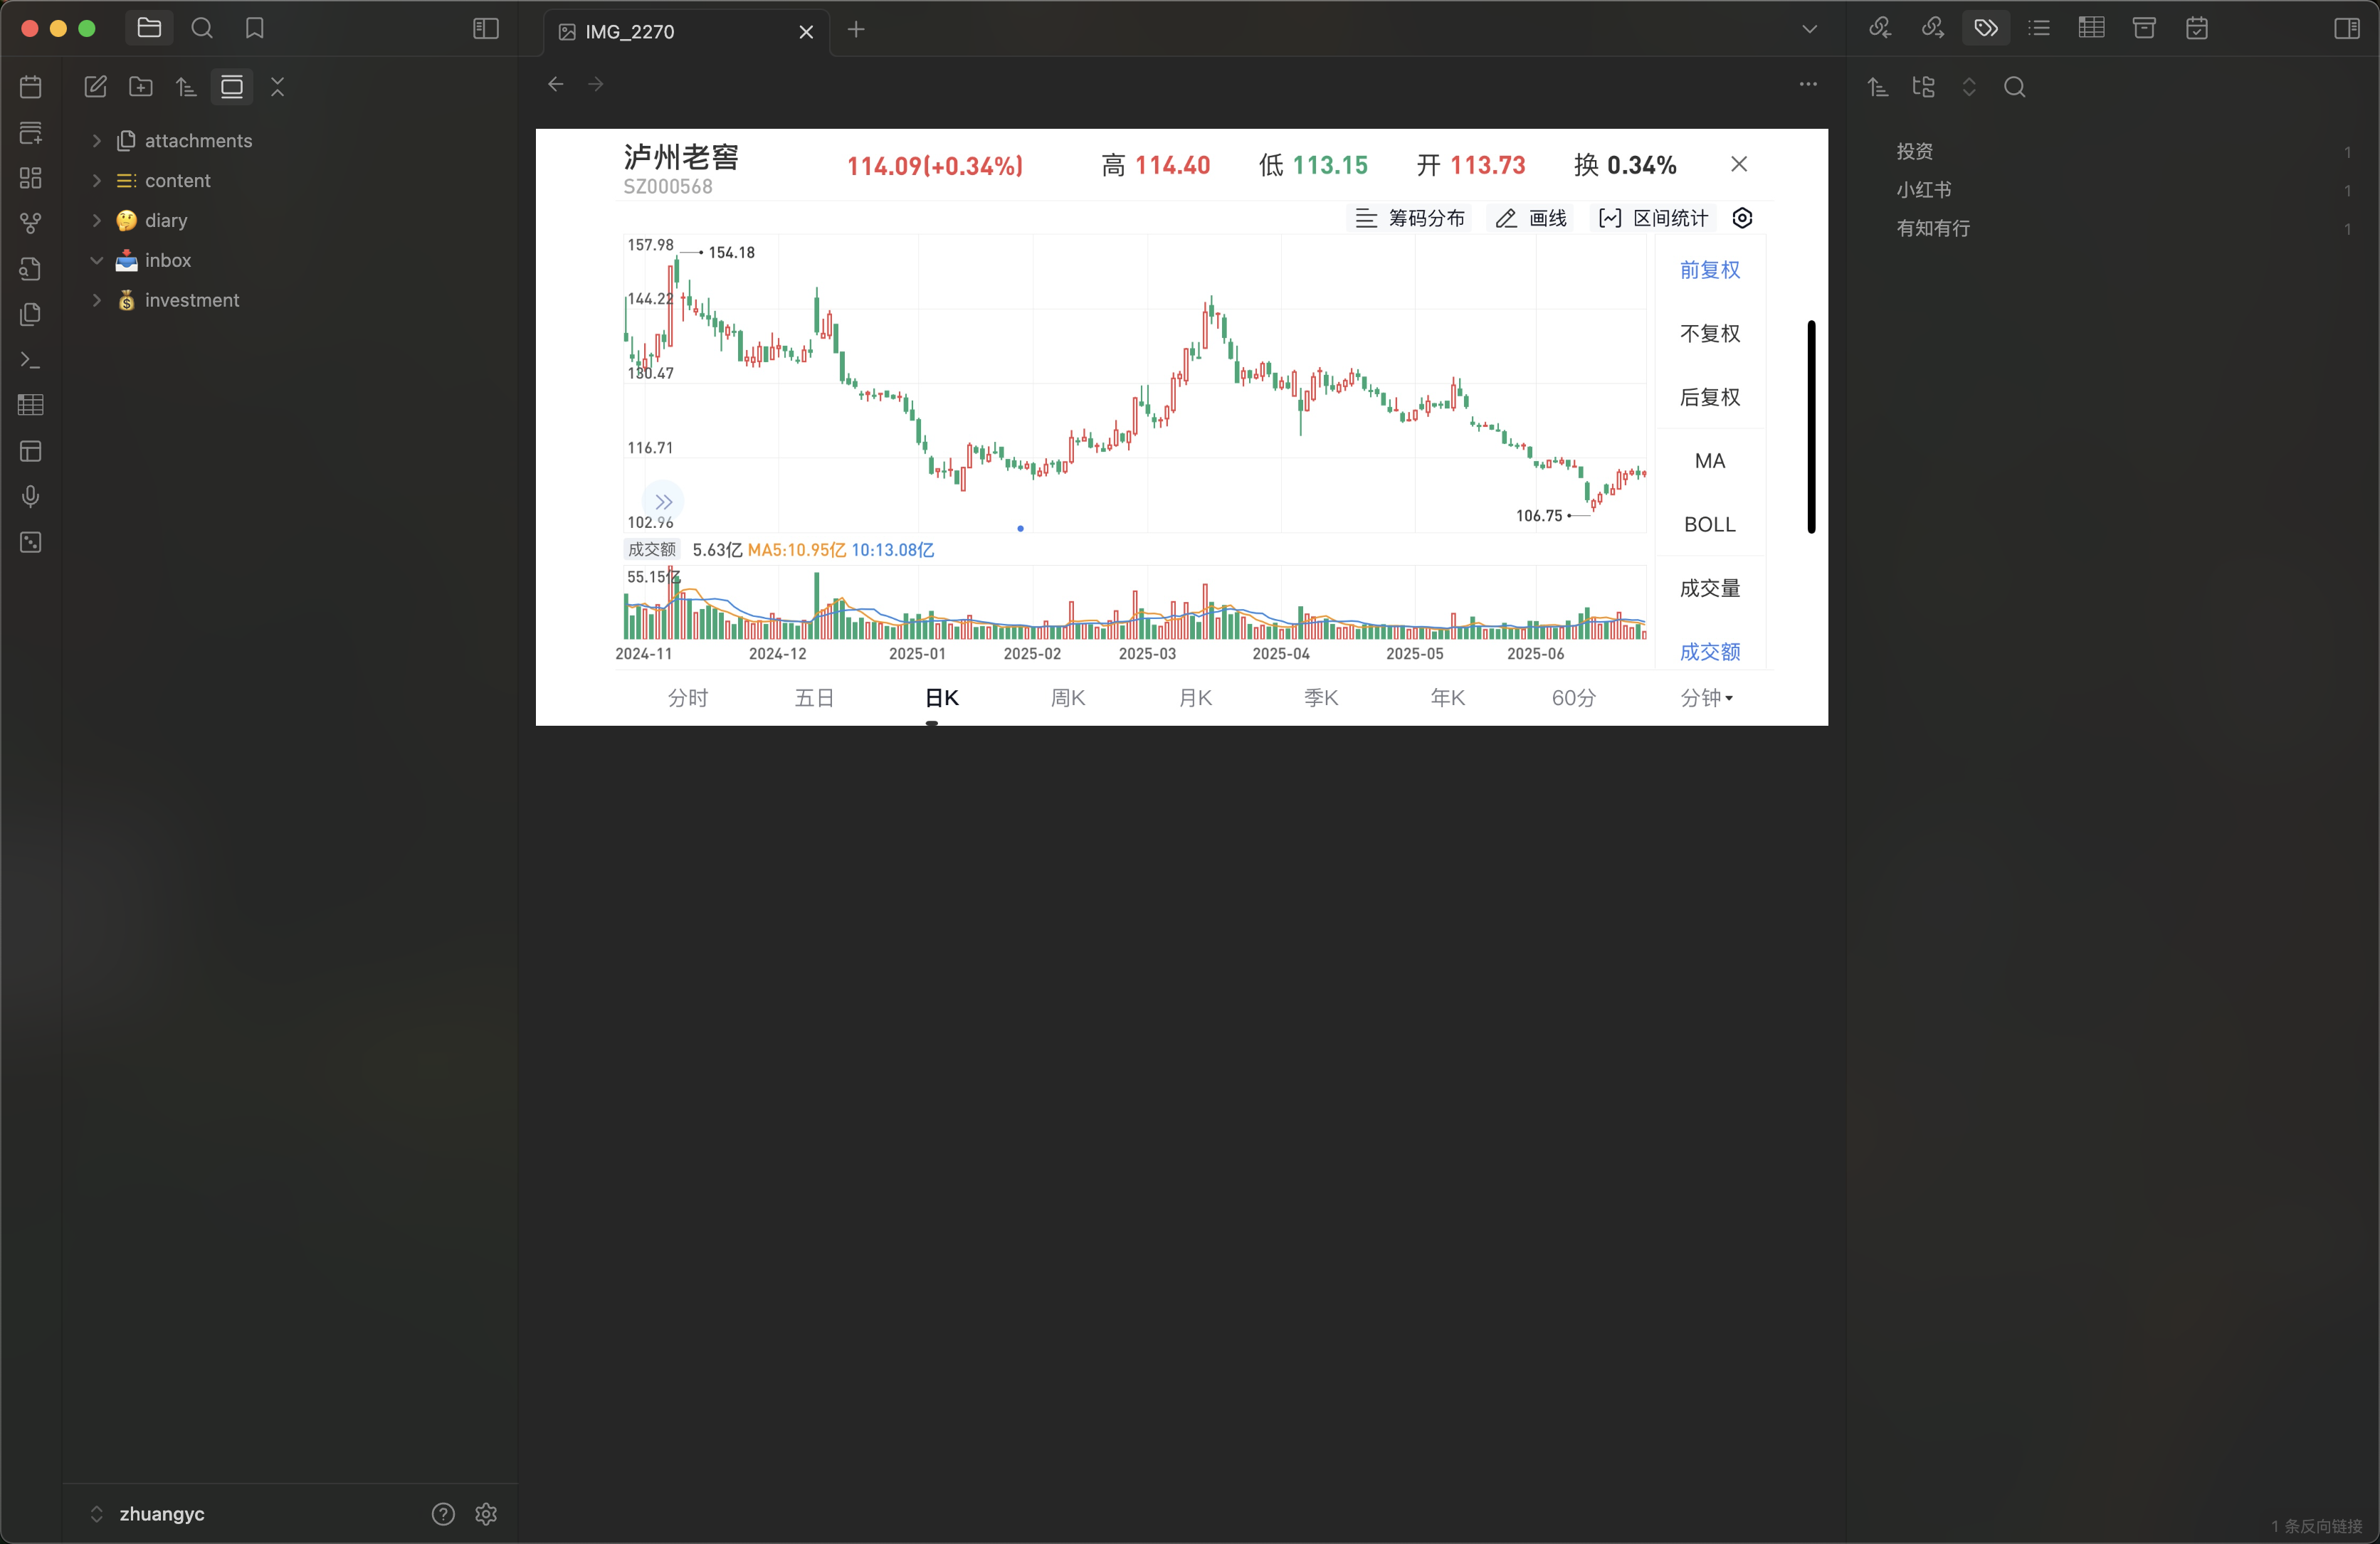 IMG_2270
attachments
content
diary
inbox
investment
泸州老窖
SZ000568
114.09(+0.34%)
高 114.40
低 113.15
开 113.73
换 0.34%
筹码分布
画线
区间统计
157.98
154.18
144.22
130.47
116.71
102.96
106.75
前复权
不复权
后复权
MA
BOLL
成交量
成交额
成交额 5.63亿 MA5:10.95亿 10:13.08亿
55.15亿
2024-11 2024-12 2025-01 2025-02 2025-03 2025-04 2025-05 2025-06
分时 五日 日K 周K 月K 季K 年K 60分 分钟
投资 1
小红书 1
有知有行 1
zhuangyc
1 条反向链接